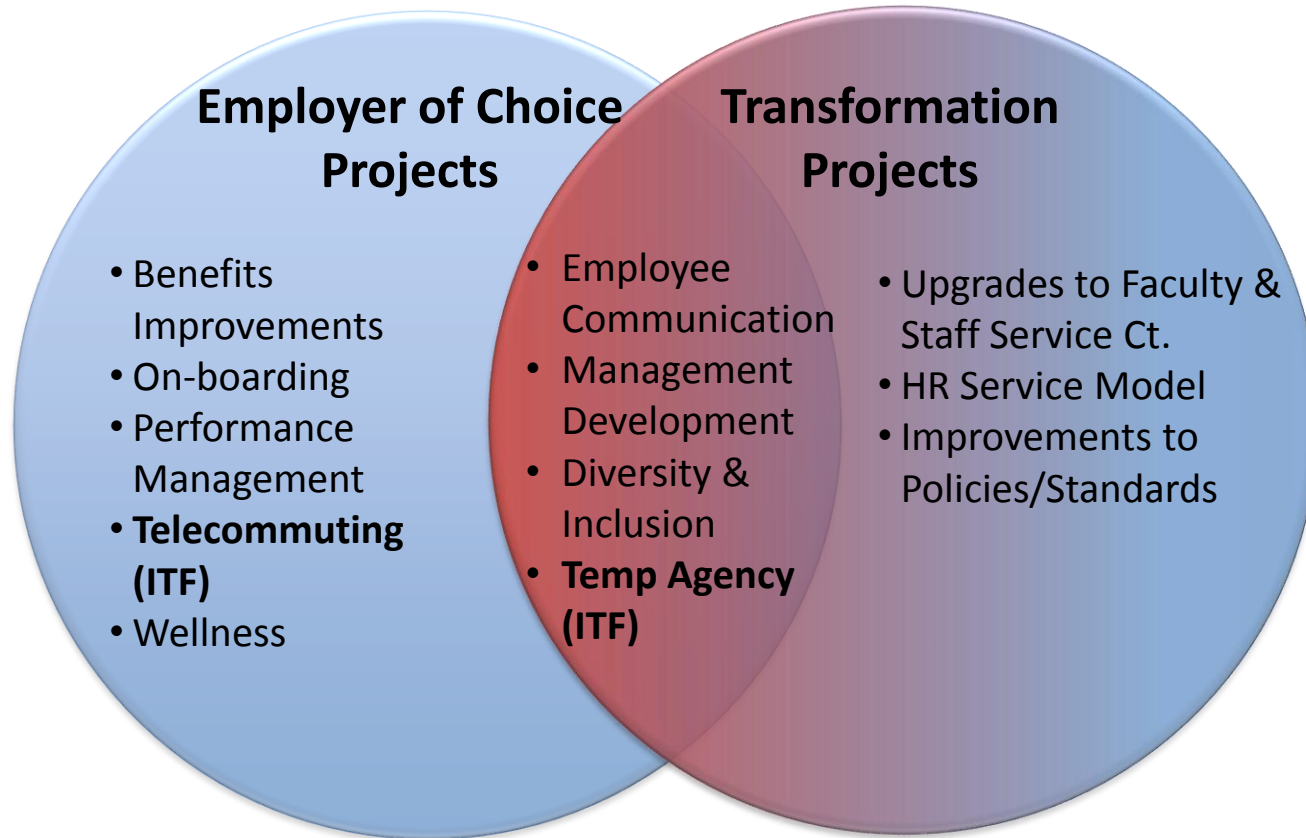 Employer of Choice
Projects
• Benefits
Improvements
• On-boarding
• Performance
Management
• Telecommuting
(ITF)
• Wellness
• Employee
Communication
• Management
Development
• Diversity &
Inclusion
• Temp Agency
(ITF)
Transformation
Projects
• Upgrades to Faculty &
Staff Service Ct.
• HR Service Model
• Improvements to
Policies/Standards